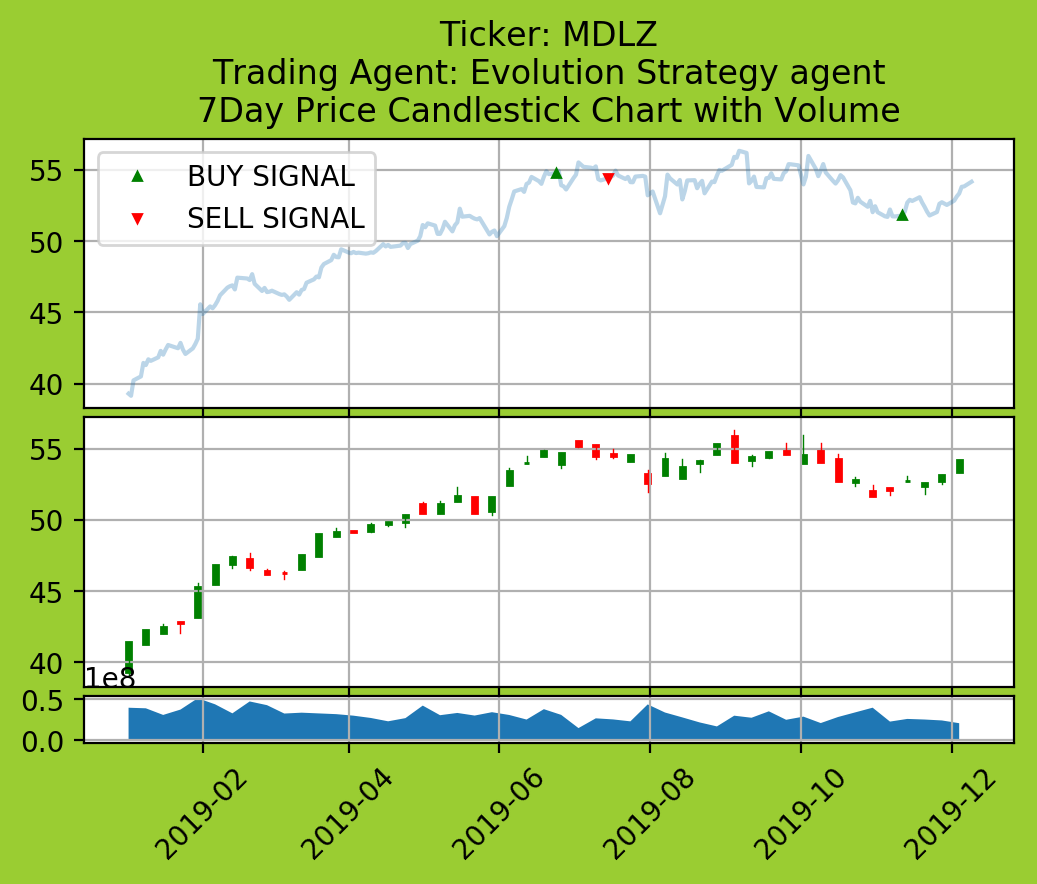 Ticker: MDLZ
Trading Agent: Evolution Strategy agent
7Day Price Candlestick Chart with Volume
55
50
45
40
BUY SIGNAL
SELL SIGNAL
55
50
45
40
1e8
0.5
0.0
2019-02
2019-04
2019-06
2019-08
2019-10
2019-12